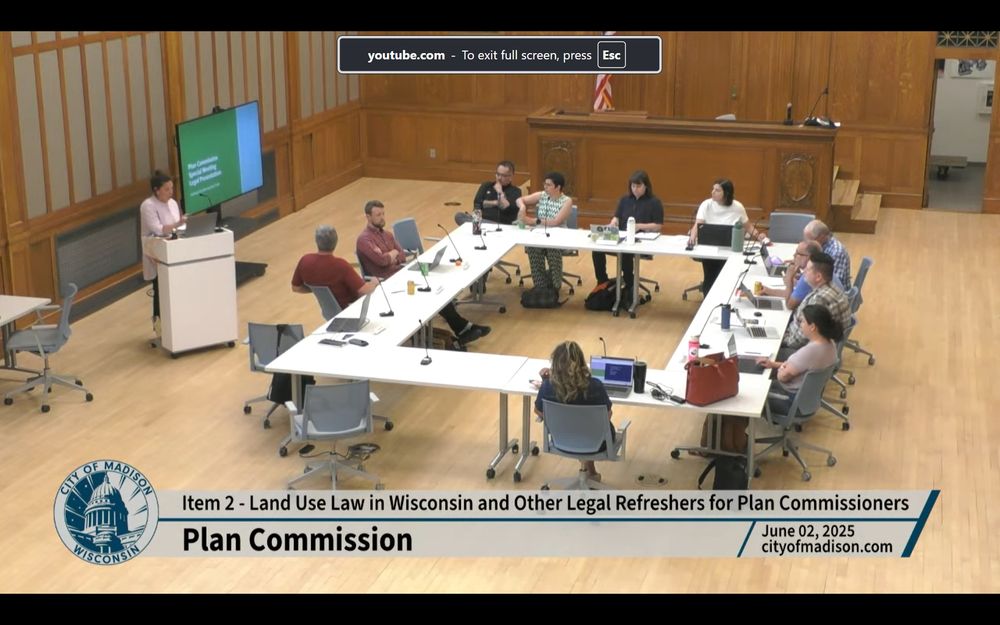 youtube.com - To exit full screen, press Esc
Plan Commission
Special Meeting
Legal Presentation
CITY OF MADISON
WISCONSIN
Item 2 - Land Use Law in Wisconsin and Other Legal Refreshers for Plan Commissioners
Plan Commission
June 02, 2025
cityofmadison.com